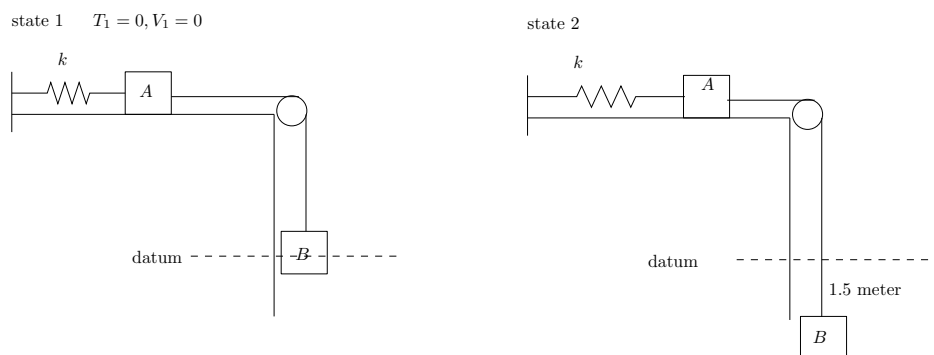 state 1 T₁ = 0, V₁ = 0
k
A
datum
B
state 2
k
A
datum
1.5 meter
B